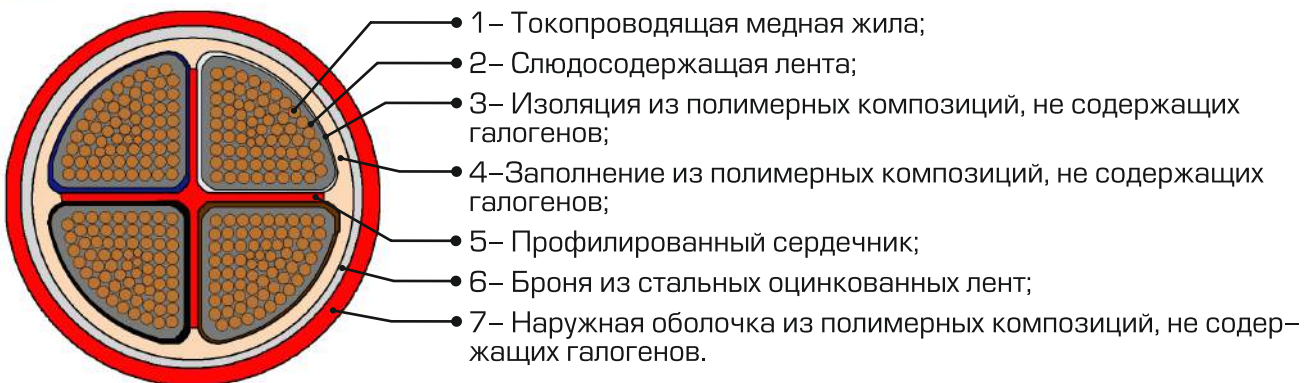 1– Токопроводящая медная жила;
2– Слюдосодержащая лента;
3– Изоляция из полимерных композиций, не содержащих
галогенов;
4–Заполнение из полимерных композиций, не содержащих
галогенов;
5– Профилированный сердечник;
6– Броня из стальных оцинкованных лент;
7– Наружная оболочка из полимерных композиций, не содер–
жащих галогенов.